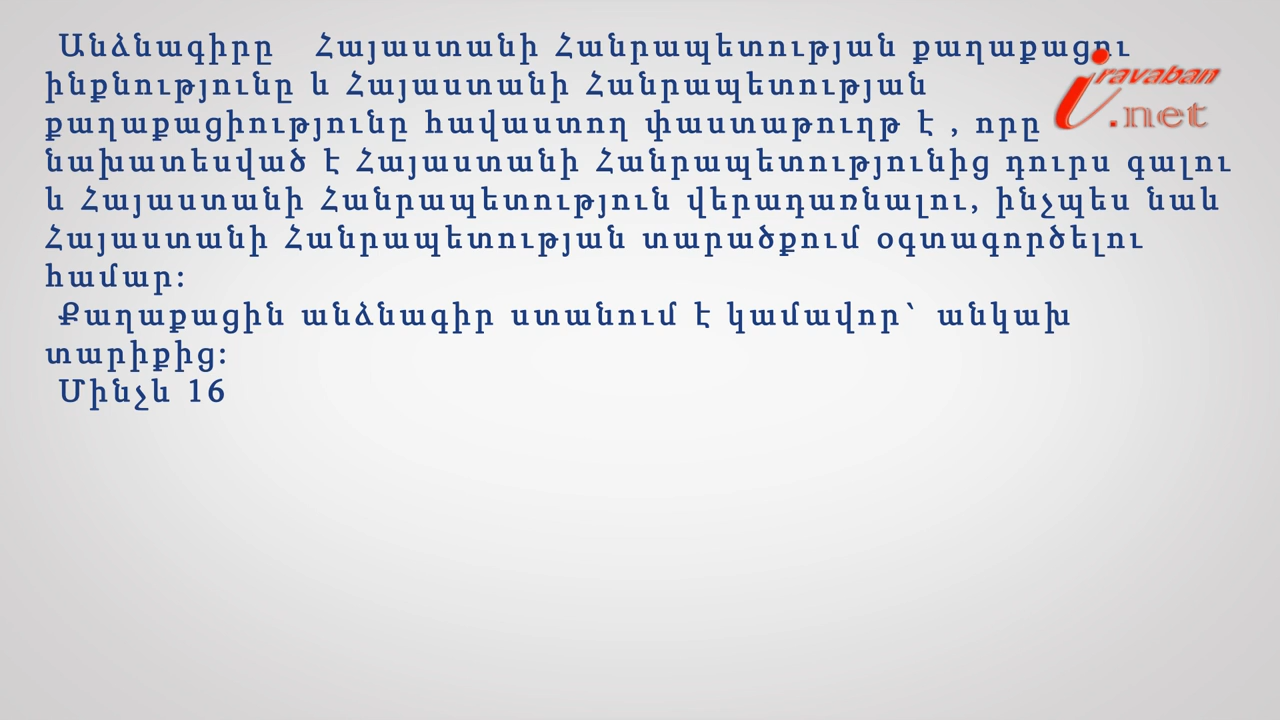 Անձնագիրը Հայաստանի Հանրապետության քաղաքացու
ինքնությունը և Հայաստանի Հանրապետության
քաղաքացիությունը հավաստող փաստաթուղթ է , որը
նախատեսված է Հայաստանի Հանրապետությունից դուրս գալու
և Հայաստանի Հանրապետություն վերադառնալու, ինչպես նաև
Հայաստանի Հանրապետության տարածքում օգտագործելու
համար:
Քաղաքացին անձնագիր ստանում է կամավոր՝ անկախ
տարիքից:
Մինչև 16
iravaban
.net